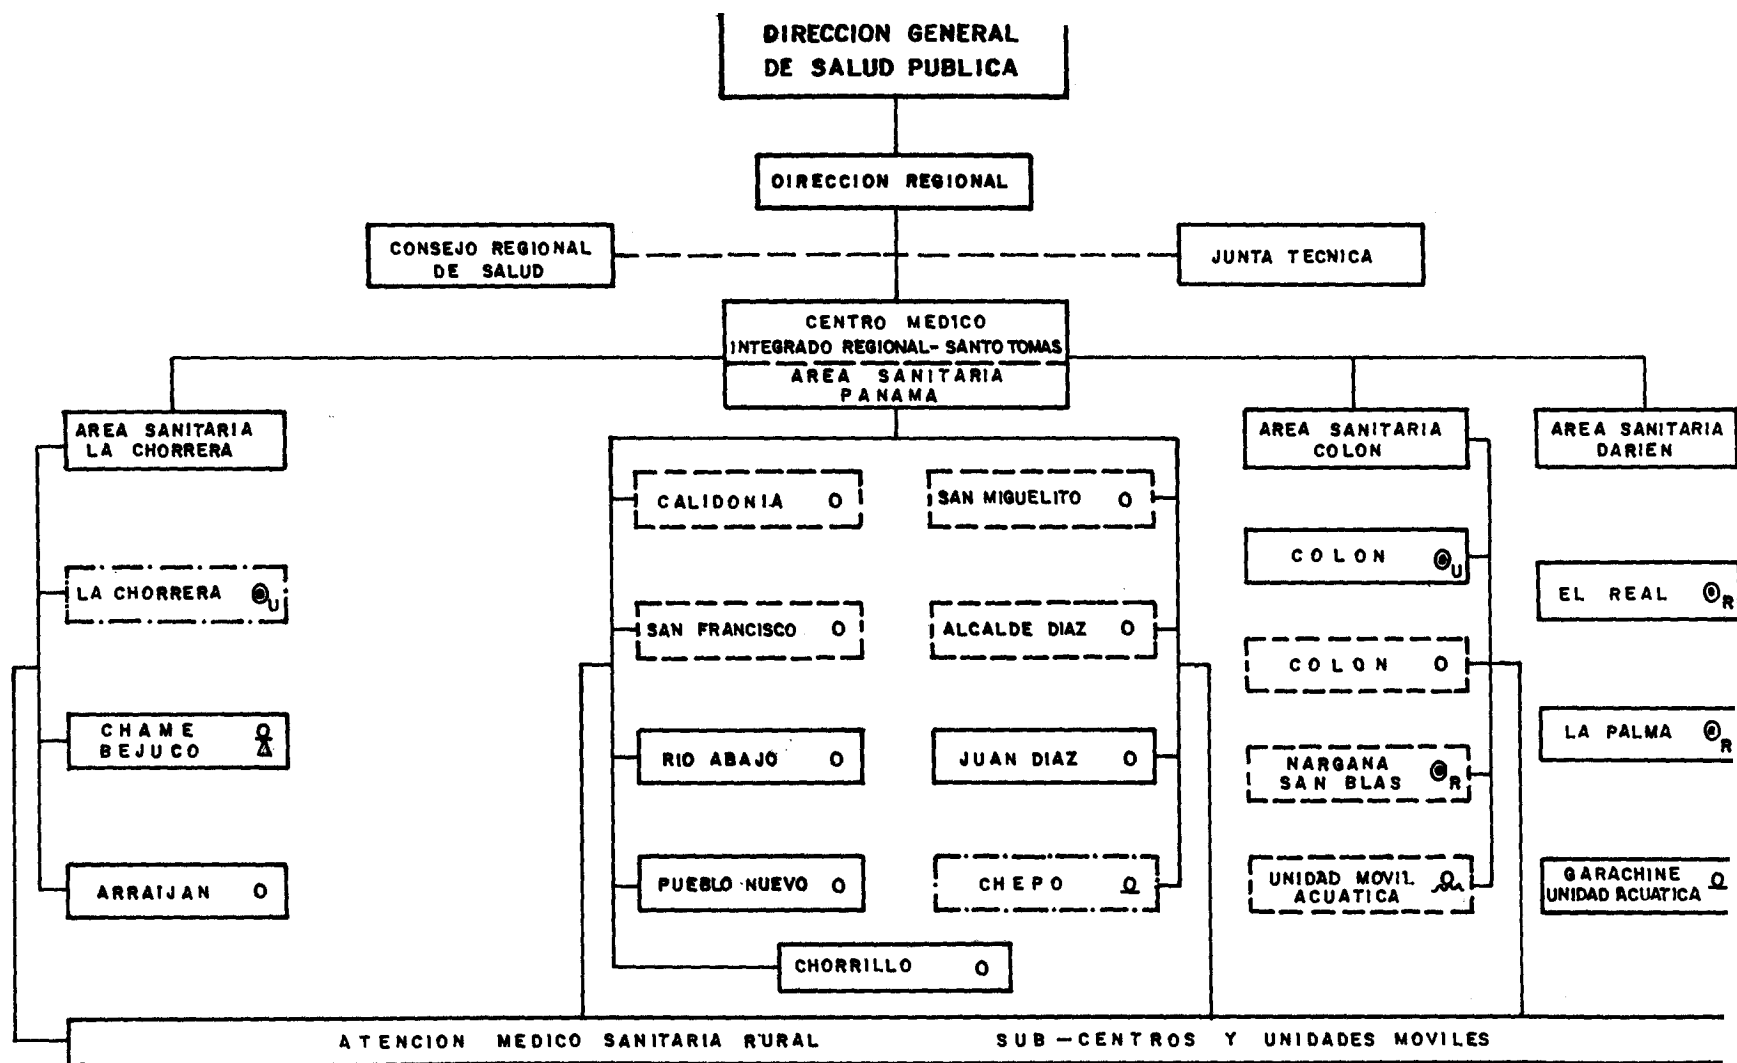 DIRECCION GENERAL
DE SALUD PUBLICA
DIRECCION REGIONAL
CONSEJO REGIONAL
DE SALUD
JUNTA TECNICA
CENTRO MEDICO
INTEGRADO REGIONAL-SANTO TOMAS
AREA SANITARIA
PANAMA
AREA SANITARIA
LA CHORRERA
AREA SANITARIA
COLON
AREA SANITARIA
DARIEN
CALIDONIA O
SAN MIGUELITO O
COLON U
LA CHORRERA U
EL REAL R
SAN FRANCISCO O
ALCALDE DIAZ O
COLON O
CHAME
BEJUCO
RIO ABAJO O
JUAN DIAZ O
NARGANA
SAN BLAS R
LA PALMA R
ARRAIJAN O
PUEBLO NUEVO O
CHEPO O
UNIDAD MOVIL
ACUATICA
GARACHINE
UNIDAD ACUATICA
CHORRILLO O
ATENCION MEDICO SANITARIA RURAL SUB-CENTROS Y UNIDADES MOVILES